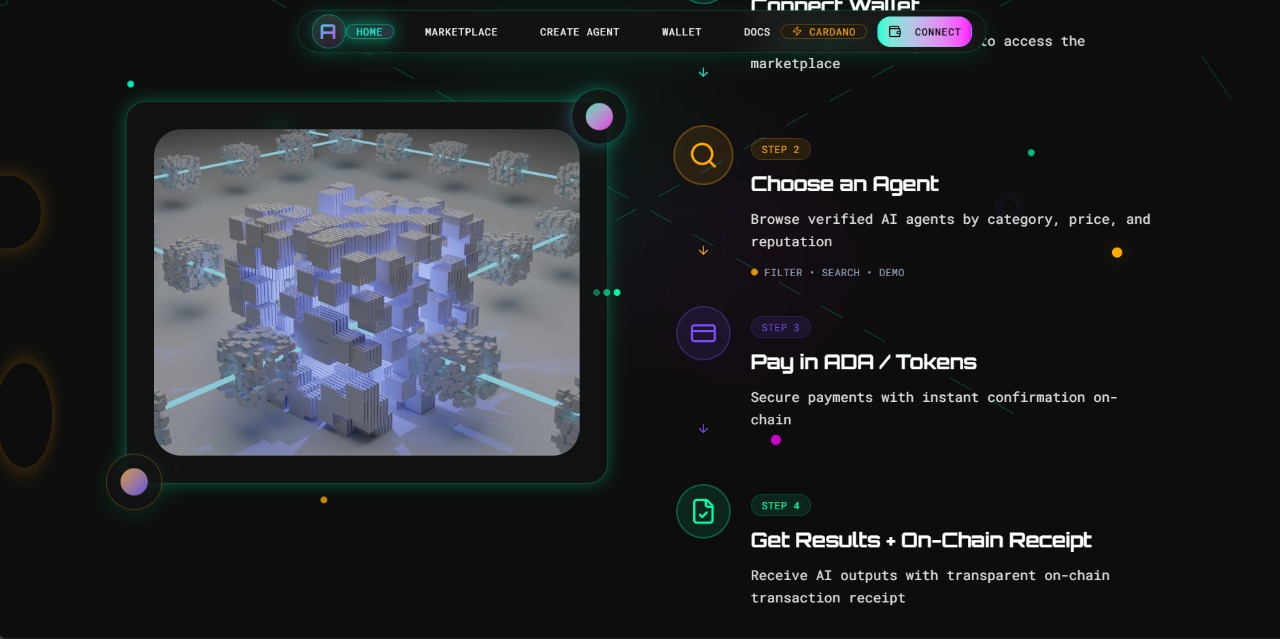 Connect Wallet
HOME
MARKETPLACE
CREATE AGENT
WALLET
DOCS
CARDANO
CONNECT
to access the
marketplace
STEP 2
Choose an Agent
Browse verified AI agents by category, price, and
reputation
FILTER • SEARCH • DEMO
STEP 3
Pay in ADA / Tokens
Secure payments with instant confirmation on-
chain
STEP 4
Get Results + On-Chain Receipt
Receive AI outputs with transparent on-chain
transaction receipt